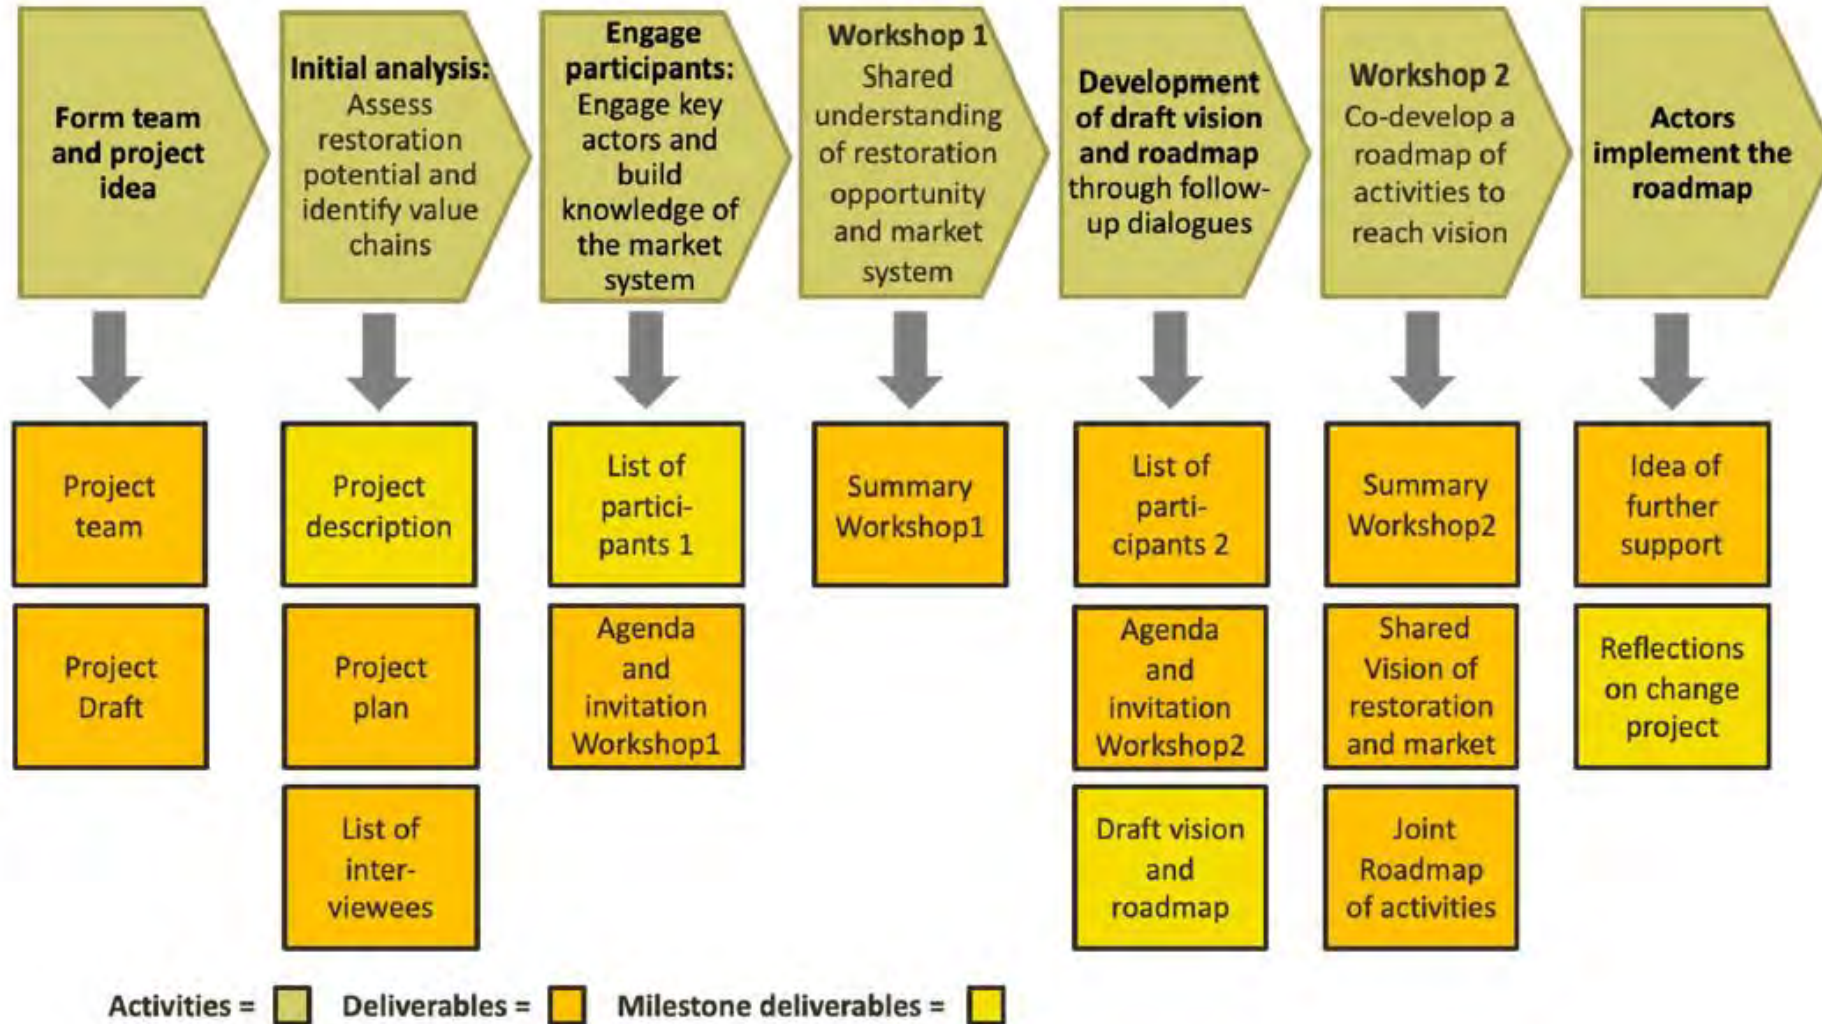 Form team
and project
idea
Initial analysis:
Assess
restoration
potential and
identify value
chains
Engage
participants:
Engage key
actors and
build
knowledge of
the market
system
Workshop 1
Shared
understanding
of restoration
opportunity
and market
system
Development
of draft vision
and roadmap
through follow-
up dialogues
Workshop 2
Co-develop a
roadmap of
activities to
reach vision
Actors
implement the
roadmap
Project
team
Project
description
List of
partici-
pants 1
Summary
Workshop1
List of
parti-
cipants 2
Summary
Workshop2
Idea of
further
support
Project
Draft
Project
plan
Agenda
and
invitation
Workshop1
Agenda
and
invitation
Workshop2
Shared
Vision of
restoration
and market
Reflections
on change
project
List of
inter-
viewees
Draft vision
and
roadmap
Joint
Roadmap
of activities
Activities = Deliverables = Milestone deliverables =